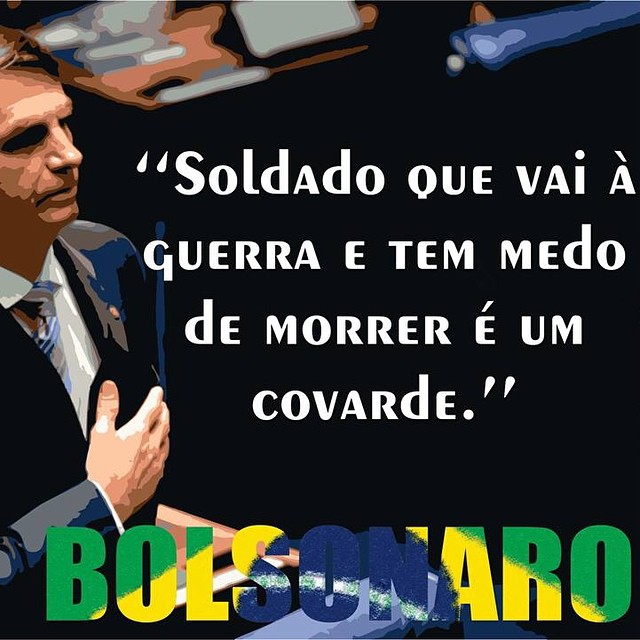 “Soldado que vai à
guerra e tem medo
de morrer é um
covarde.”
BOLSONARO